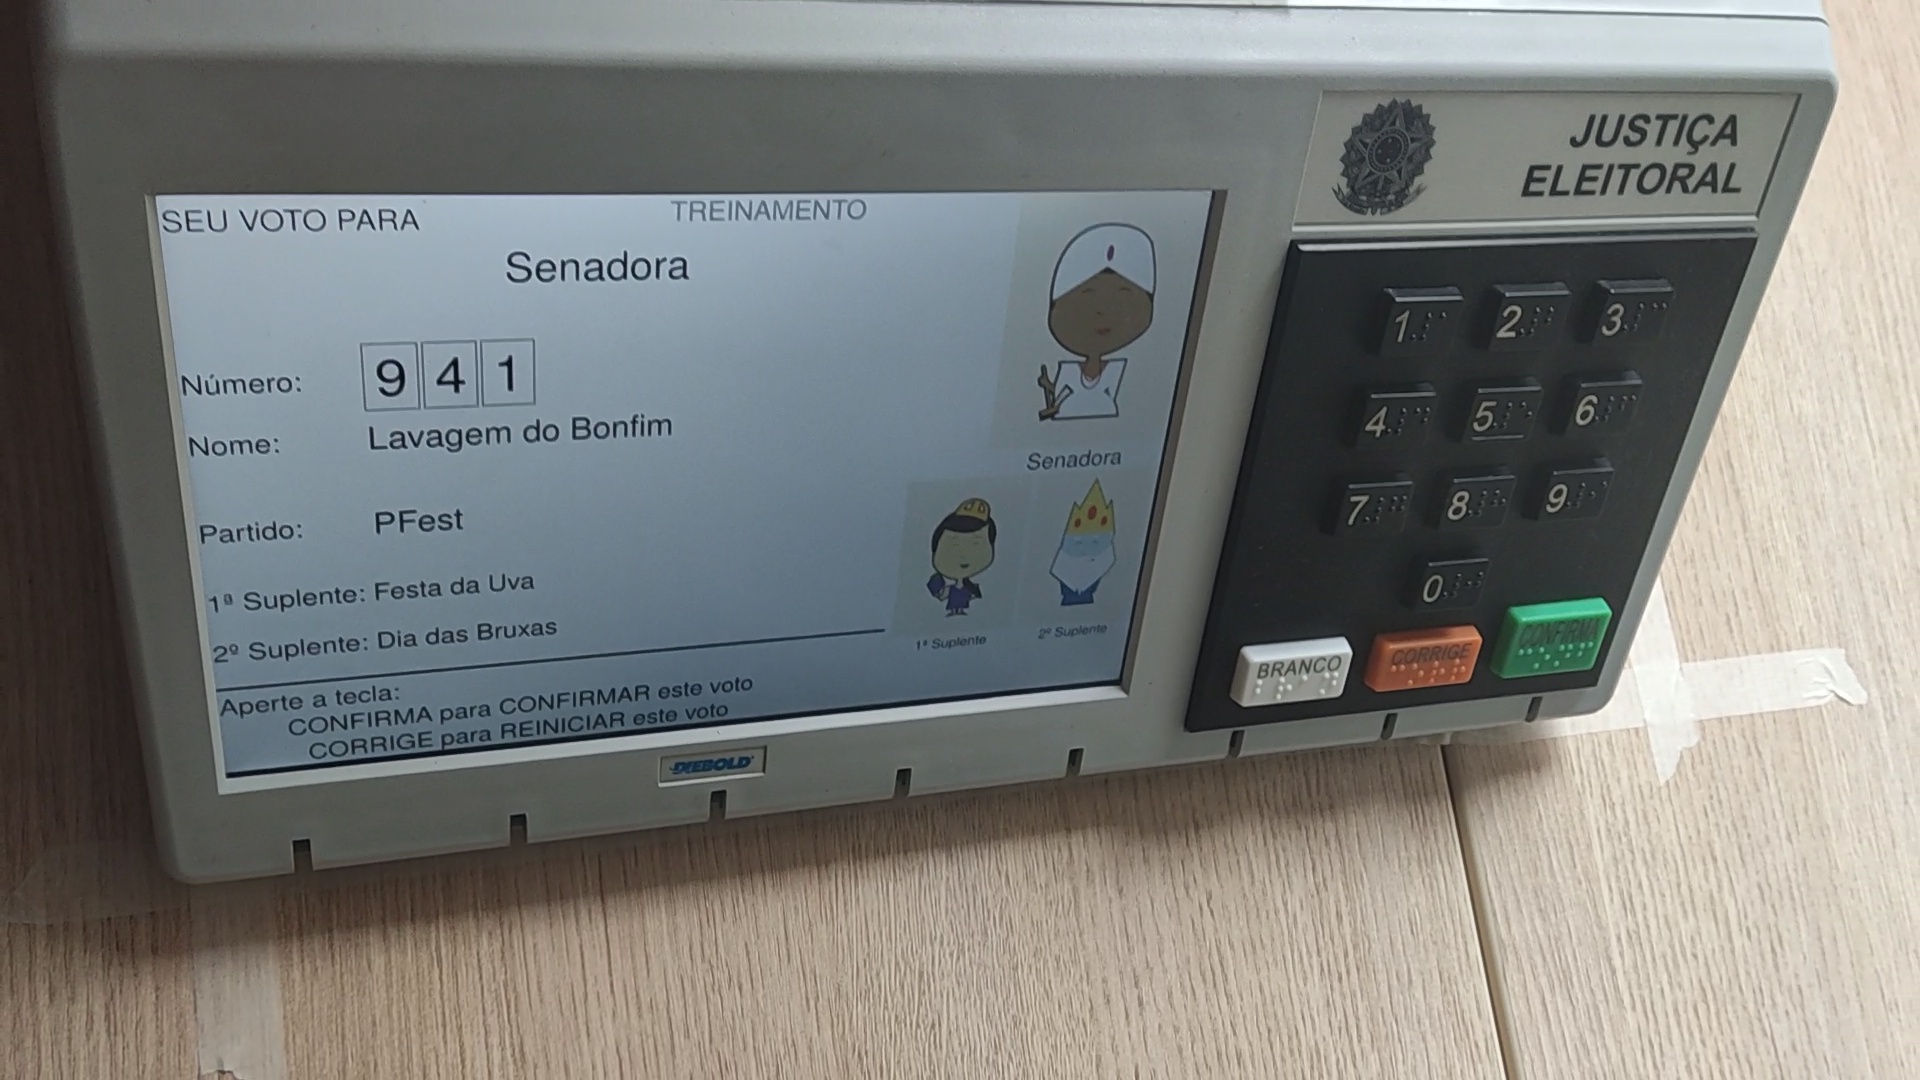 SEU VOTO PARA
TREINAMENTO
Senadora
Número: 9 4 1
Nome: Lavagem do Bonfim
Partido: PFest
1ª Suplente: Festa da Uva
2º Suplente: Dia das Bruxas
Senadora
1ª Suplente
2º Suplente
Aperte a tecla:
CONFIRMA para CONFIRMAR este voto
CORRIGE para REINICIAR este voto
DIEBOLD
JUSTIÇA
ELEITORAL
1 2 3
4 5 6
7 8 9
0
BRANCO CORRIGE CONFIRMA